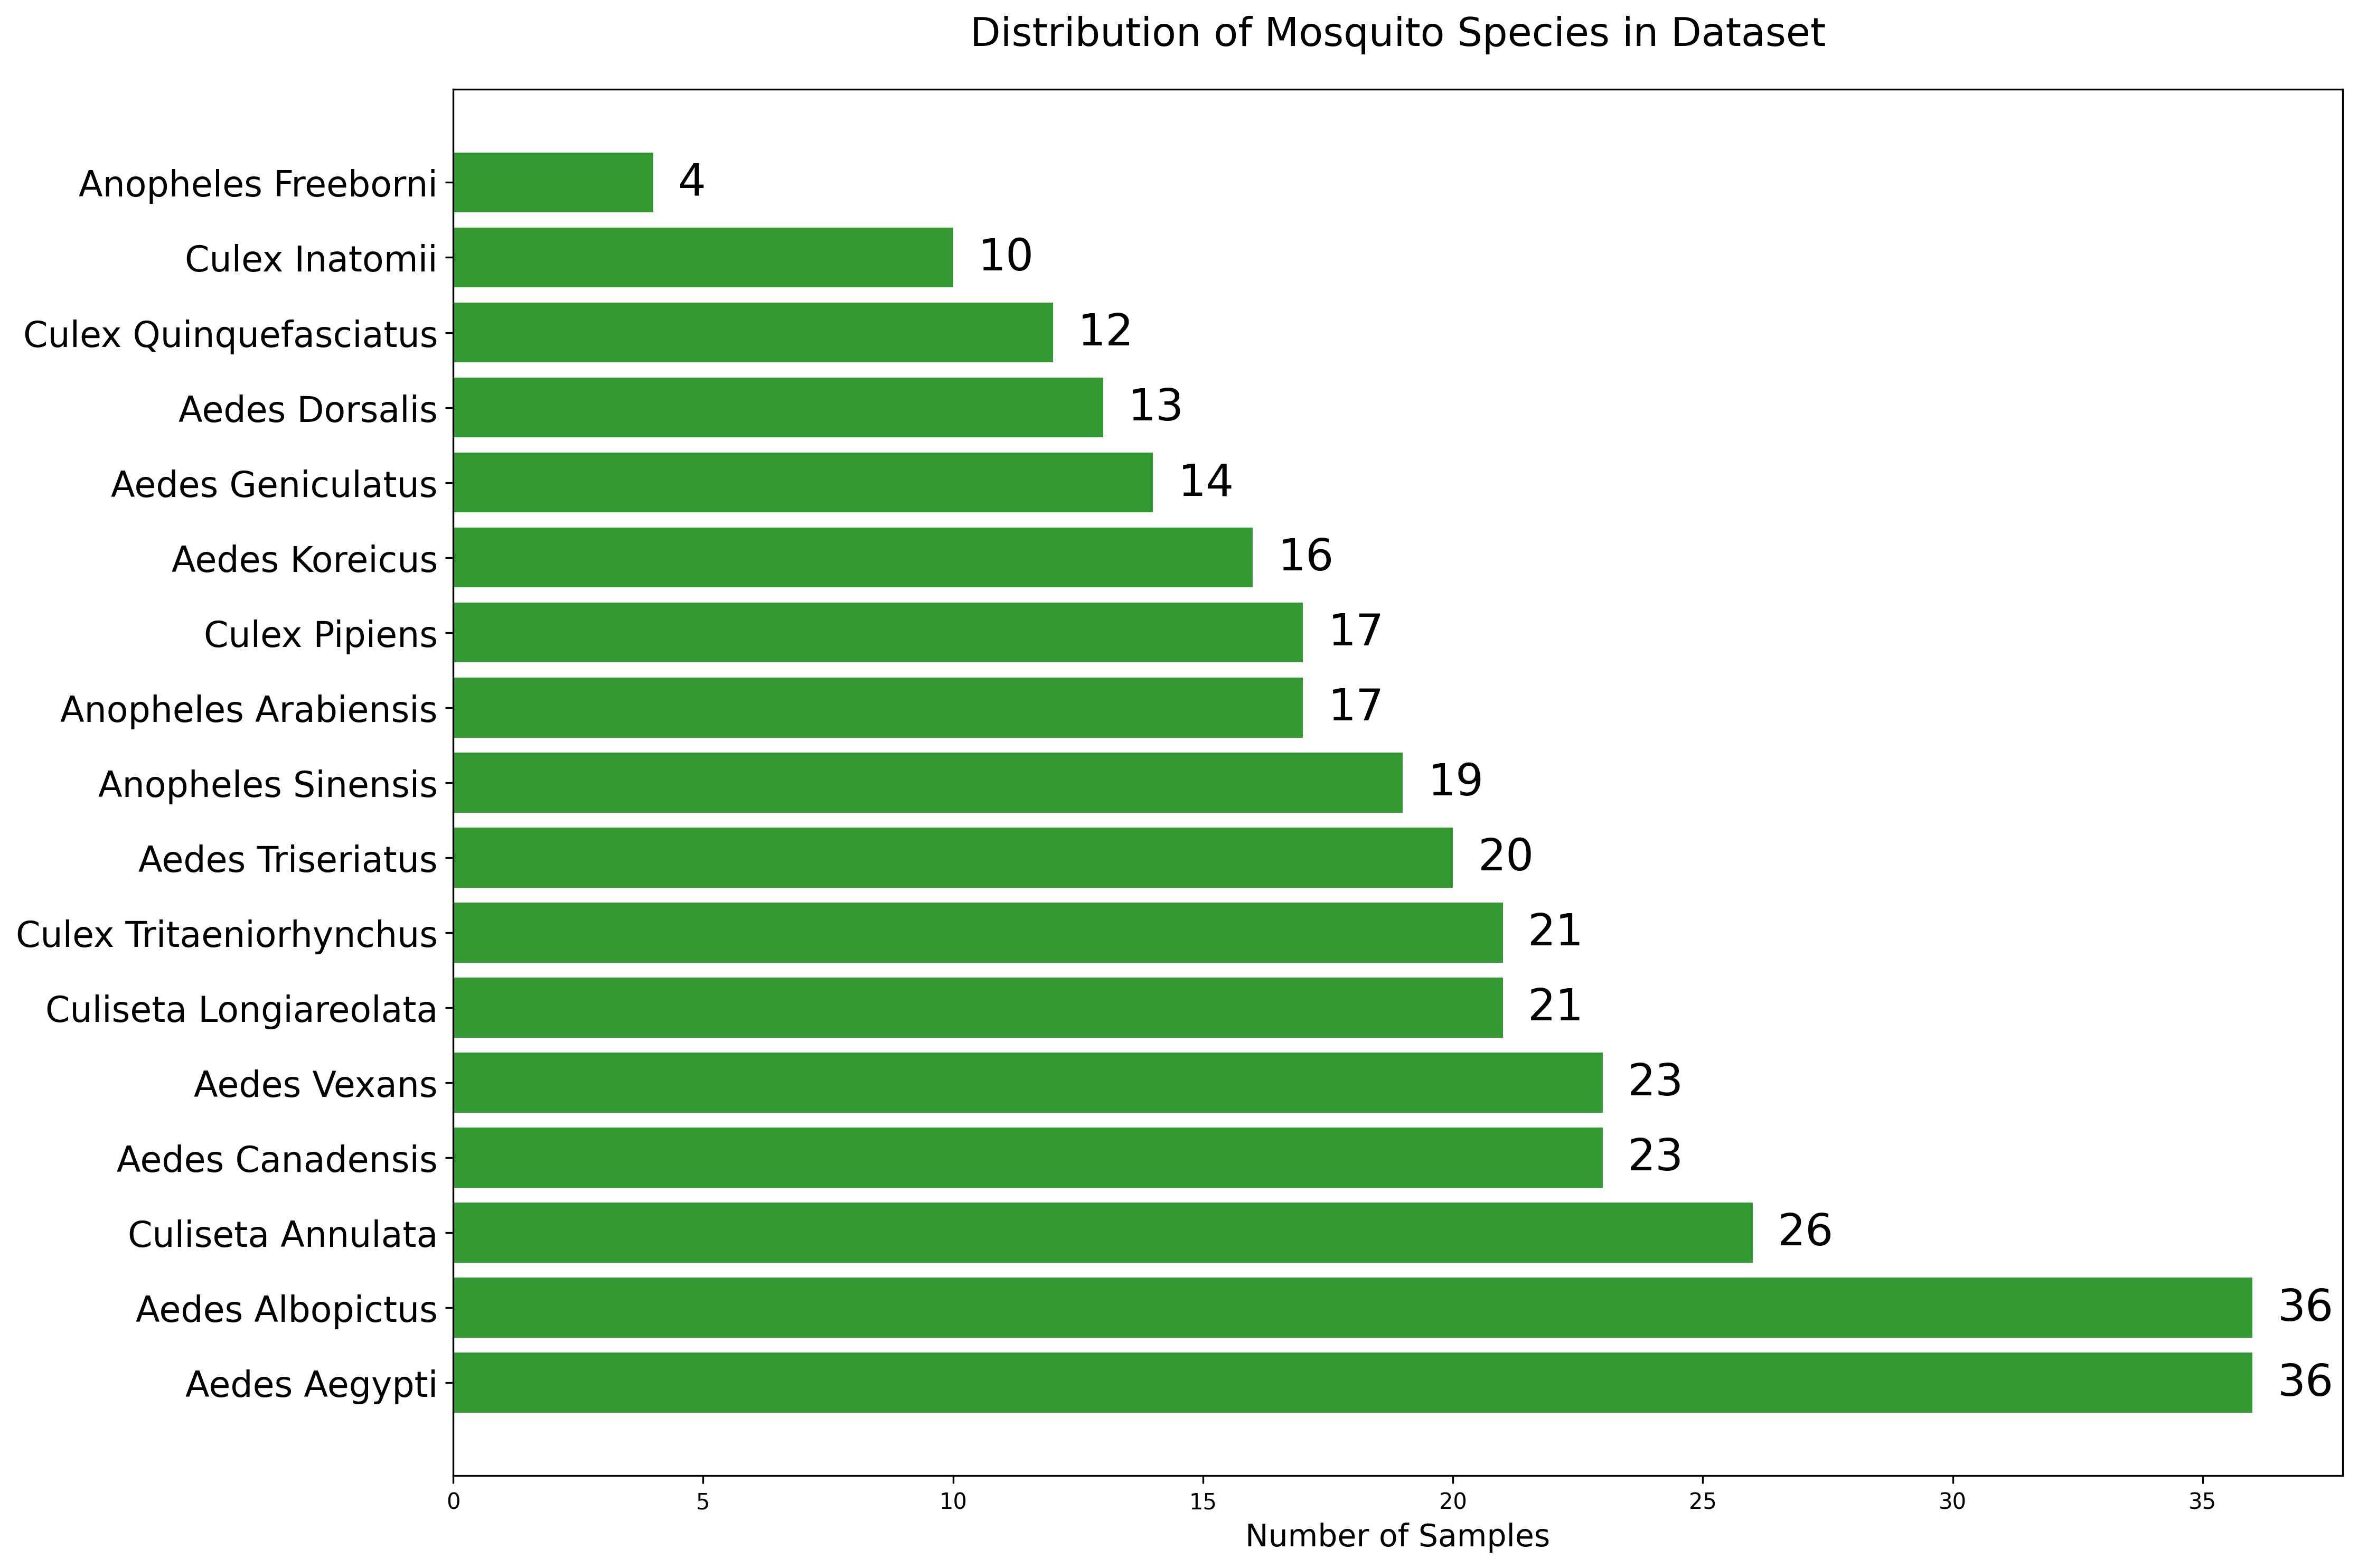 Distribution of Mosquito Species in Dataset
Anopheles Freeborni 4
Culex Inatomii 10
Culex Quinquefasciatus 12
Aedes Dorsalis 13
Aedes Geniculatus 14
Aedes Koreicus 16
Culex Pipiens 17
Anopheles Arabiensis 17
Anopheles Sinensis 19
Aedes Triseriatus 20
Culex Tritaeniorhynchus 21
Culiseta Longiareolata 21
Aedes Vexans 23
Aedes Canadensis 23
Culiseta Annulata 26
Aedes Albopictus 36
Aedes Aegypti 36
0 5 10 15 20 25 30 35
Number of Samples